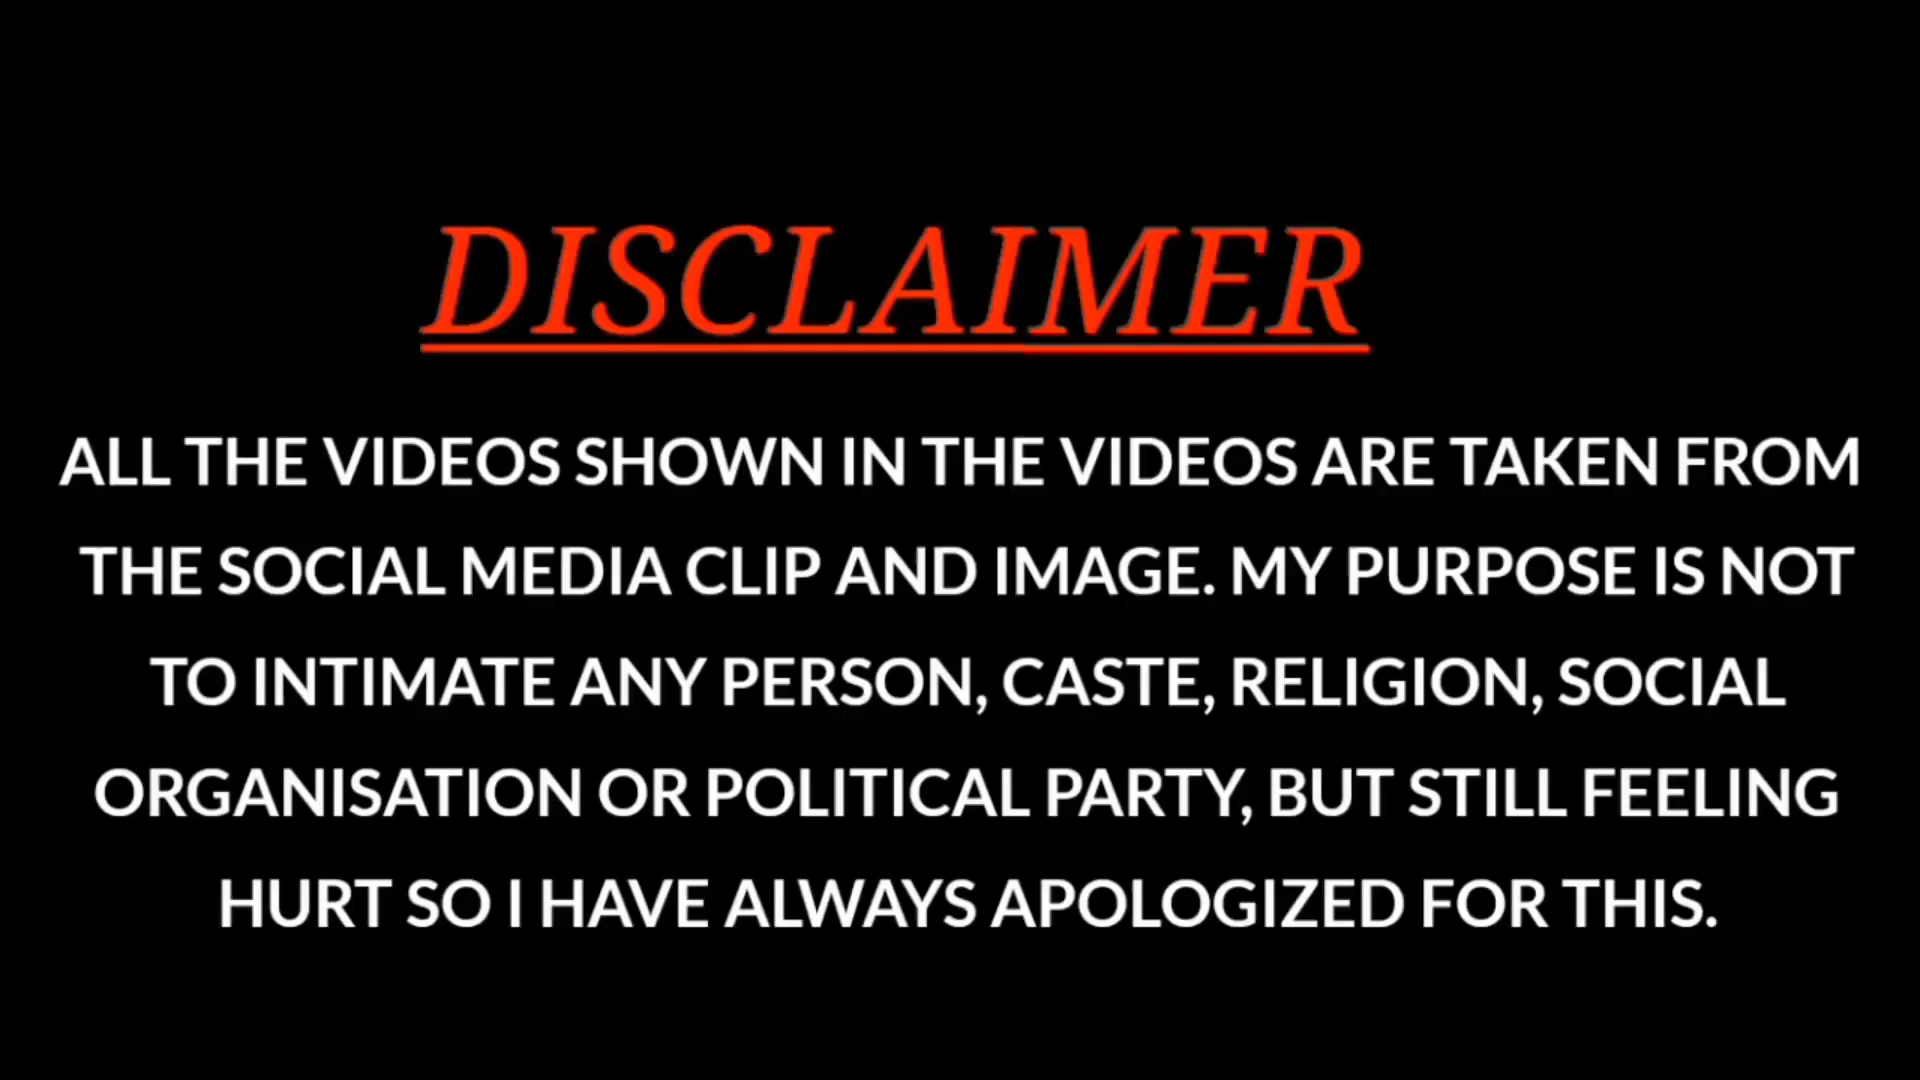 DISCLAIMER
ALL THE VIDEOS SHOWN IN THE VIDEOS ARE TAKEN FROM
THE SOCIAL MEDIA CLIP AND IMAGE. MY PURPOSE IS NOT
TO INTIMATE ANY PERSON, CASTE, RELIGION, SOCIAL
ORGANISATION OR POLITICAL PARTY, BUT STILL FEELING
HURT SO I HAVE ALWAYS APOLOGIZED FOR THIS.